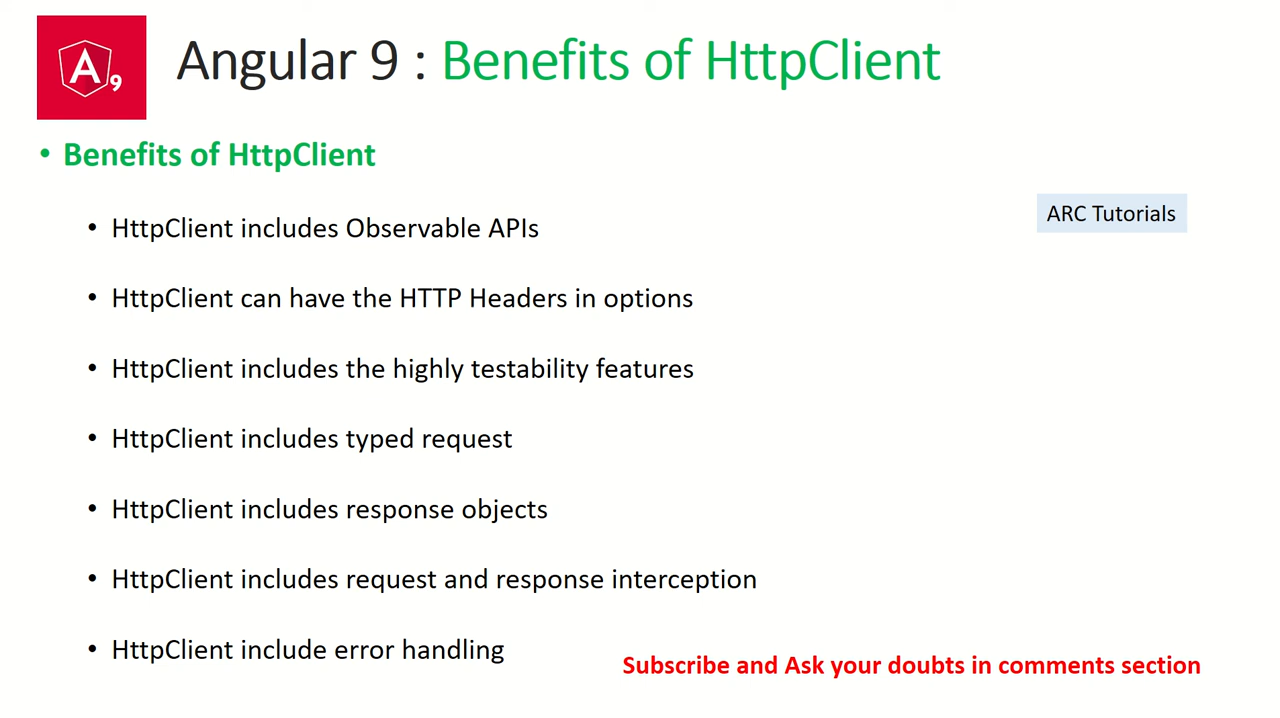 A9
Angular 9 : Benefits of HttpClient
• Benefits of HttpClient
ARC Tutorials
• HttpClient includes Observable APIs
• HttpClient can have the HTTP Headers in options
• HttpClient includes the highly testability features
• HttpClient includes typed request
• HttpClient includes response objects
• HttpClient includes request and response interception
• HttpClient include error handling
Subscribe and Ask your doubts in comments section